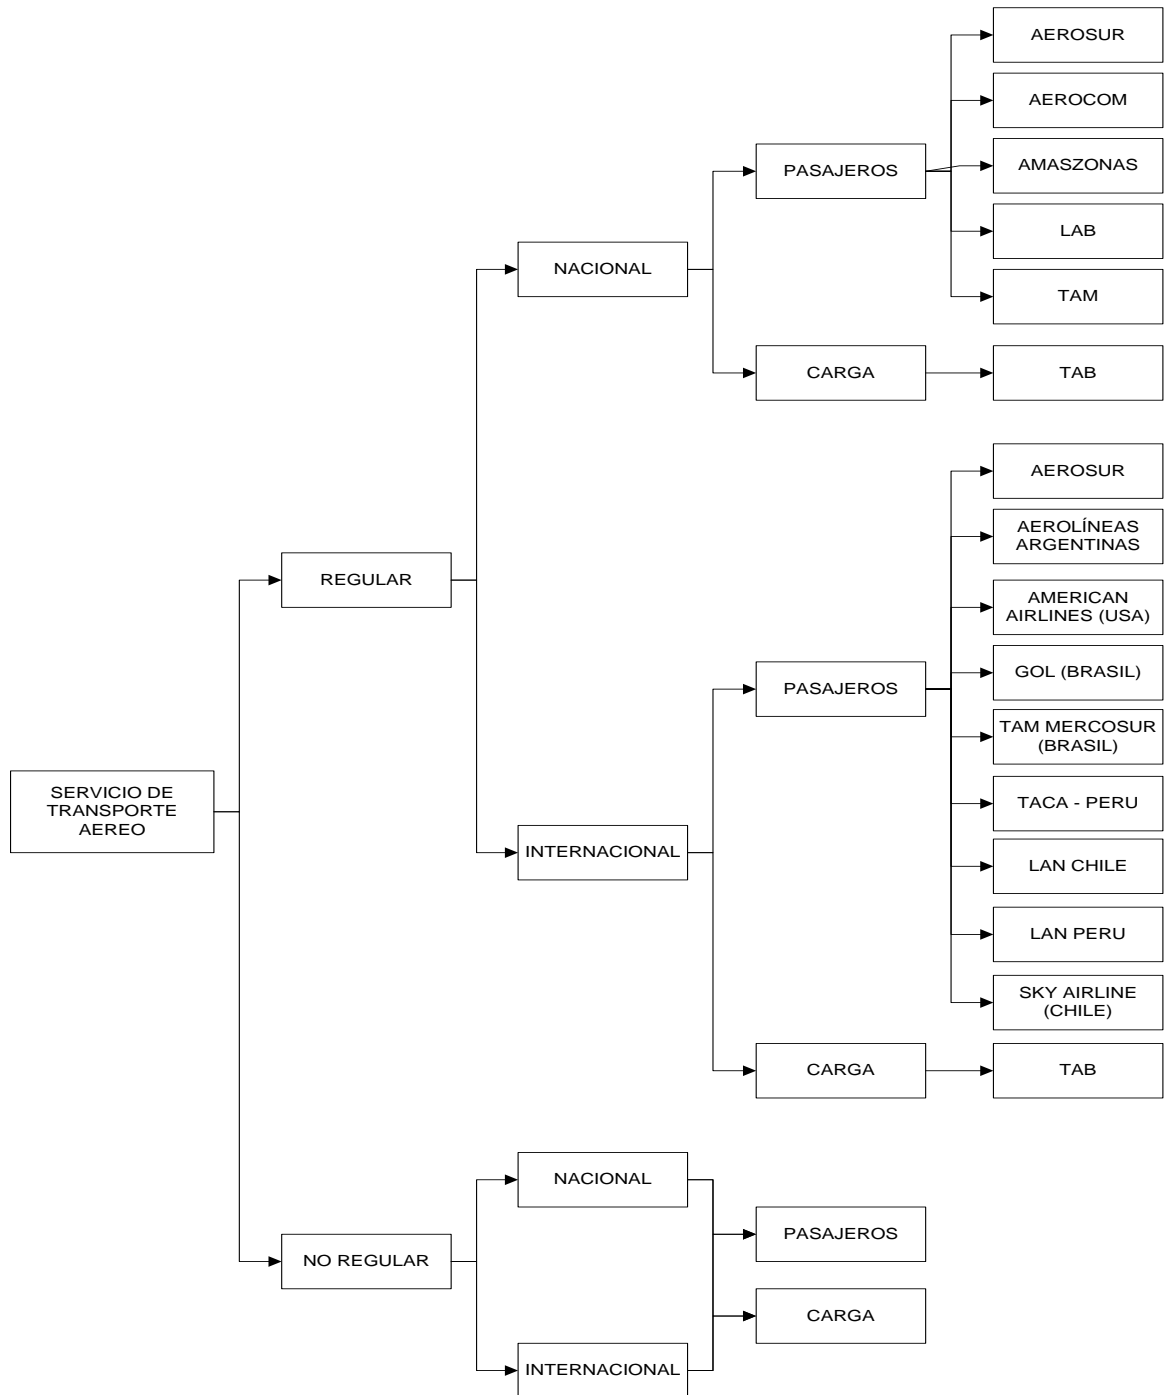 AEROSUR
AEROCOM
PASAJEROS
AMASZONAS
LAB
NACIONAL
TAM
CARGA
TAB
AEROSUR
AEROLÍNEAS
ARGENTINAS
REGULAR
AMERICAN
AIRLINES (USA)
PASAJEROS
GOL (BRASIL)
TAM MERCOSUR
(BRASIL)
SERVICIO DE
TRANSPORTE
AEREO
TACA - PERU
INTERNACIONAL
LAN CHILE
LAN PERU
SKY AIRLINE
(CHILE)
CARGA
TAB
NACIONAL
PASAJEROS
NO REGULAR
CARGA
INTERNACIONAL